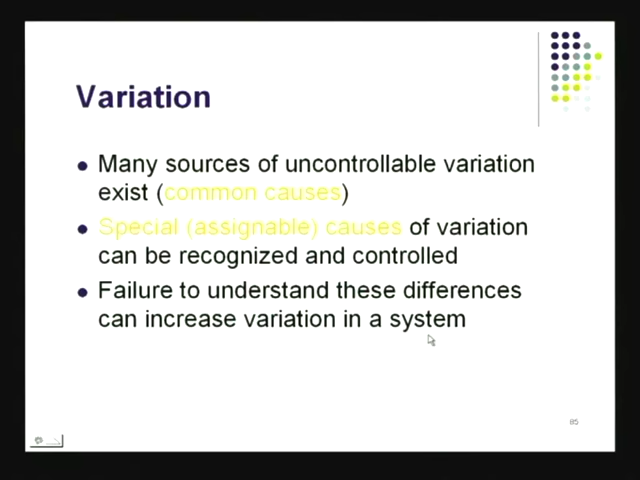 Variation
● Many sources of uncontrollable variation
exist (common causes)
● Special (assignable) causes of variation
can be recognized and controlled
● Failure to understand these differences
can increase variation in a system
85